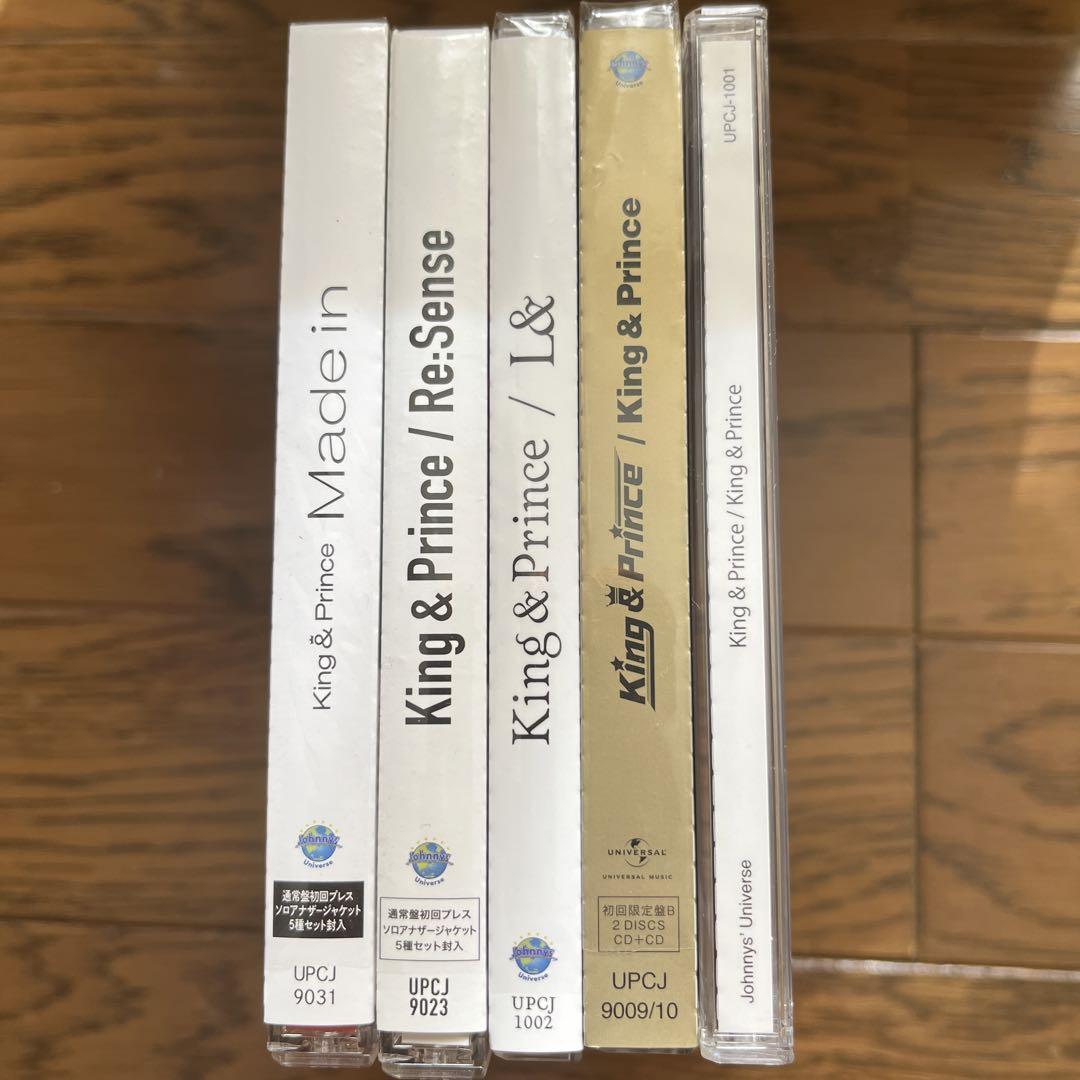 King & Prince Made in
Johnnys'
Universe
通常盤初回プレス
ソロアナザージャケット
5種セット封入
UPCJ
9031
King & Prince / Re:Sense
Johnnys'
Universe
通常盤初回プレス
ソロアナザージャケット
5種セット封入
UPCJ
9023
King & Prince / L&
Johnnys'
Universe
UPCJ
1002
Johnnys'
Universe
King & Prince / King & Prince
UNIVERSAL
UNIVERSAL MUSIC
初回限定盤B
2 DISCS
CD+CD
UPCJ
9009/10
UPCJ-1001
King & Prince / King & Prince
Johnnys' Universe